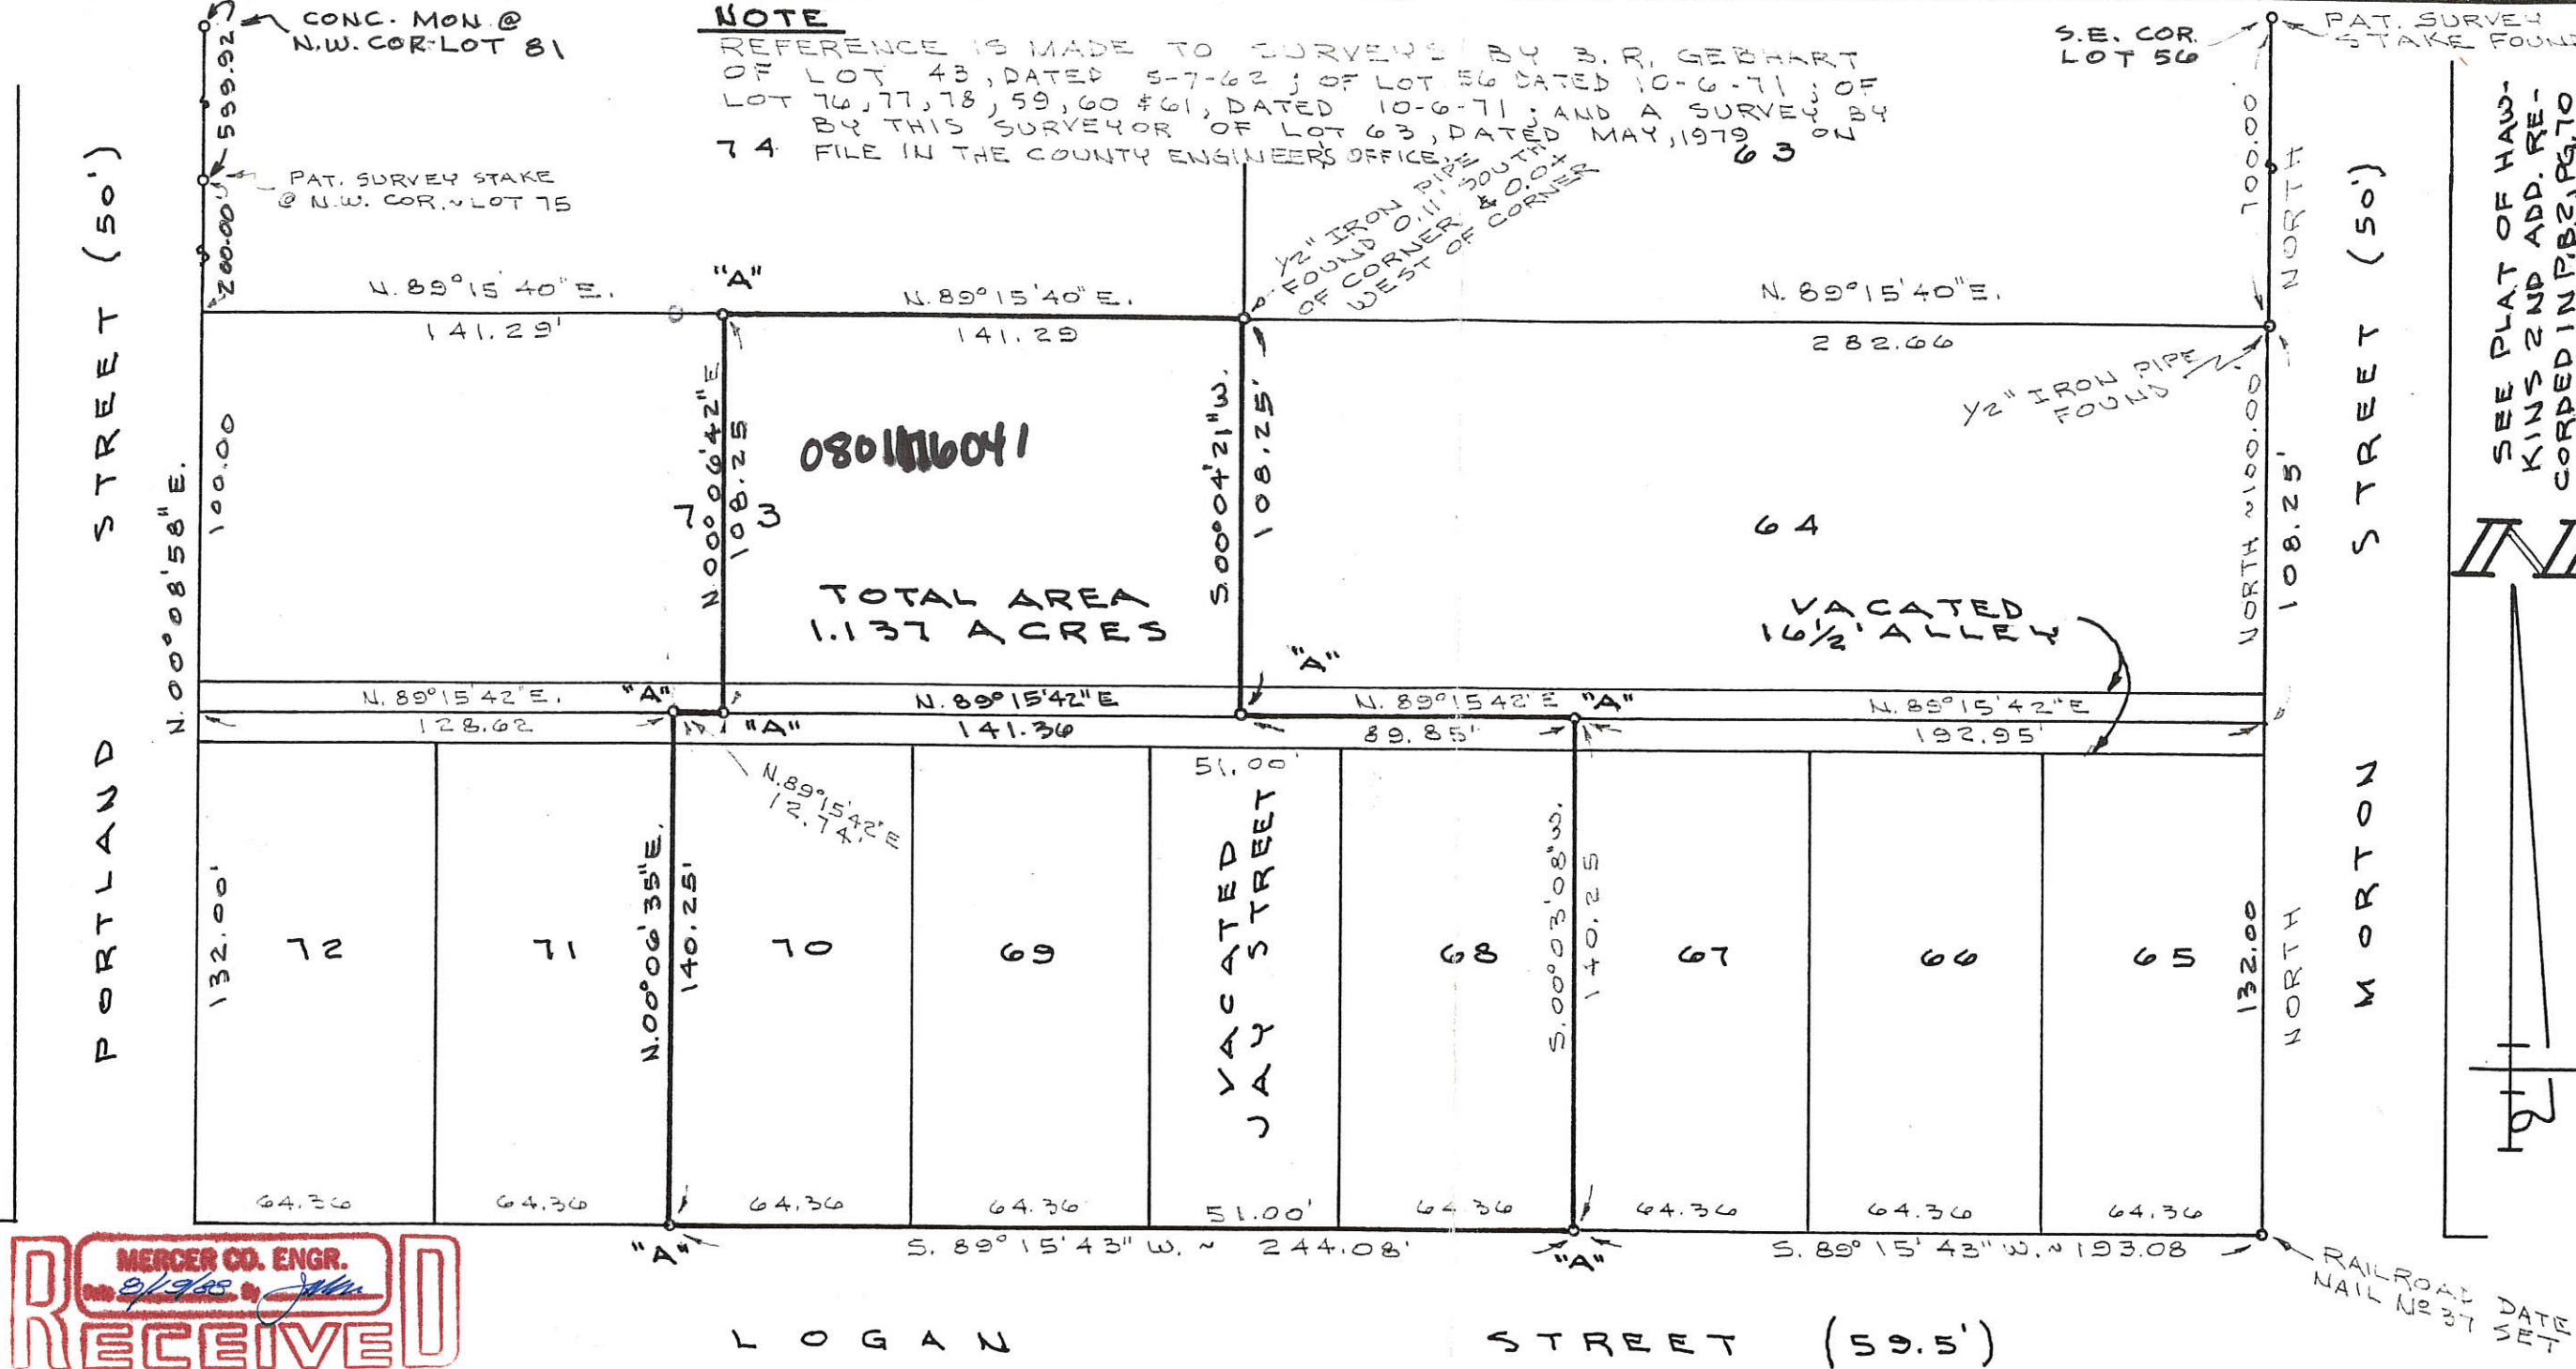 CONC. MON. @
N.W. COR. LOT 81
599.92
PAT. SURVEY STAKE
@ N.W. COR. ~ LOT 75
200.00'
NOTE
REFERENCE IS MADE TO SURVEYS BY B. R. GEBHART
OF LOT 43, DATED 5-7-62; OF LOT 56 DATED 10-6-71; OF
LOT 76, 77, 78, 59, 60 & 61, DATED 10-6-71; AND A SURVEY BY
BY THIS SURVEYOR OF LOT 63, DATED MAY, 1979 ON
FILE IN THE COUNTY ENGINEER'S OFFICE.
74
63
S.E. COR.
LOT 56
PAT. SURVEY
STAKE FOUND
700.00
NORTH
SEE PLAT OF HAW-
KINS 2ND ADD. RE-
CORDED IN P.B.2, PG.70
N
PORTLAND STREET (50')
MORTON STREET (50')
1/2" IRON PIPE
FOUND 0.11' SOUTH
OF CORNER & 0.04
WEST OF CORNER
N. 89°15'40" E.
141.29'
"A"
N. 89°15'40" E.
141.29
N. 89°15'40" E.
282.66
1/2" IRON PIPE
FOUND
N.00°08'58" E.
100.00
N.00°06'42" E
108.25
73
TOTAL AREA
1.137 ACRES
S.00°04'21" W.
108.25'
64
VACATED
16 1/2' ALLEY
NORTH ~ 100.00
108.25'
N. 89°15'42" E.
128.62
"A"
"A"
N. 89°15'42" E
141.36
"A"
N. 89°15'42" E
89.85'
"A"
N. 89°15'42" E
192.95'
N.89°15'42" E
12.74'
51.00'
132.00'
72
71
N.00°06'35" E.
140.25'
70
69
VACATED
JAY STREET
68
S.00°03'08" W.
140.25
67
66
65
132.00
NORTH
64.36
64.36
64.36
64.36
51.00'
64.36
64.36
64.36
64.36
"A"
S. 89°15'43" W. ~ 244.08'
"A"
S. 89°15'43" W. ~ 193.08
RAILROAD DATE
NAIL No 37 SET
MERCER CO. ENGR.
Date By
RECEIVED
LOGAN STREET (59.5')